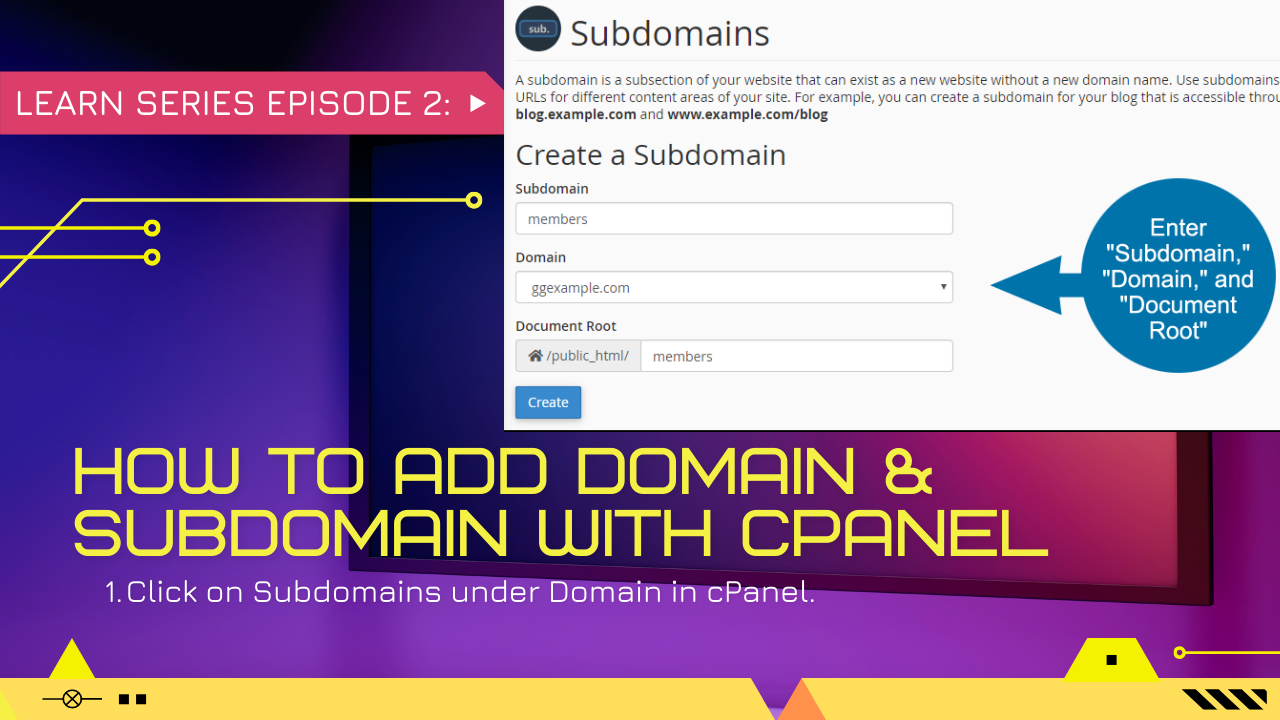 LEARN SERIES EPISODE 2:
sub.
Subdomains
A subdomain is a subsection of your website that can exist as a new website without a new domain name. Use subdomains
URLs for different content areas of your site. For example, you can create a subdomain for your blog that is accessible
blog.example.com and www.example.com/blog
Create a Subdomain
Subdomain
members
Domain
ggexample.com
Document Root
/public_html/ members
Create
Enter
"Subdomain,"
"Domain," and
"Document
Root"
HOW TO ADD DOMAIN &
SUBDOMAIN WITH CPANEL
1. Click on Subdomains under Domain in cPanel.